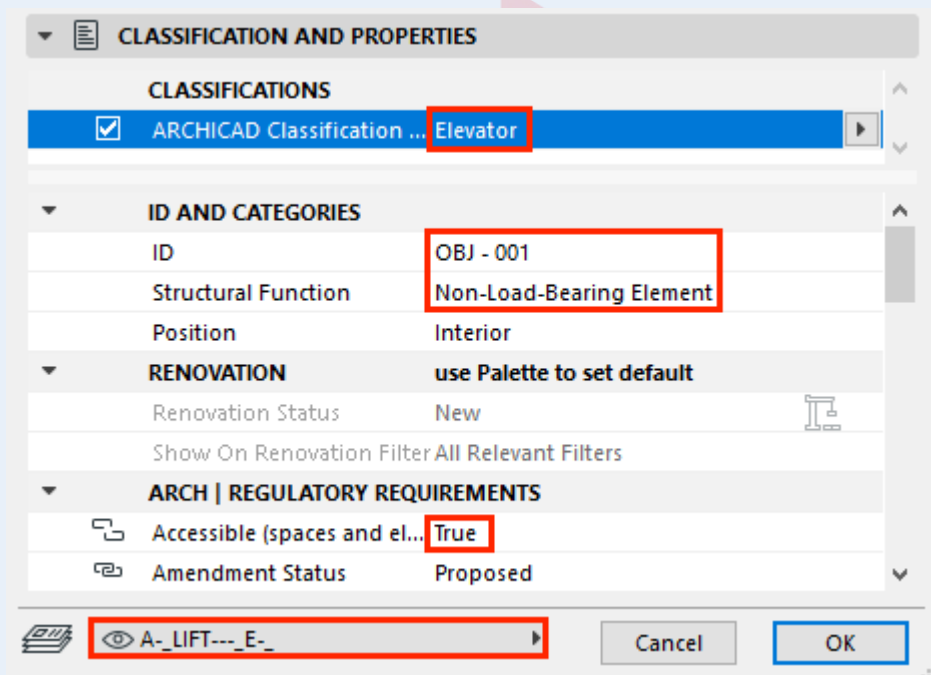 CLASSIFICATION AND PROPERTIES
CLASSIFICATIONS
ARCHICAD Classification ... Elevator
ID AND CATEGORIES
ID OBJ - 001
Structural Function Non-Load-Bearing Element
Position Interior
RENOVATION use Palette to set default
Renovation Status New
Show On Renovation Filter All Relevant Filters
ARCH | REGULATORY REQUIREMENTS
Accessible (spaces and el... True
Amendment Status Proposed
A-_LIFT---_E-_ Cancel OK